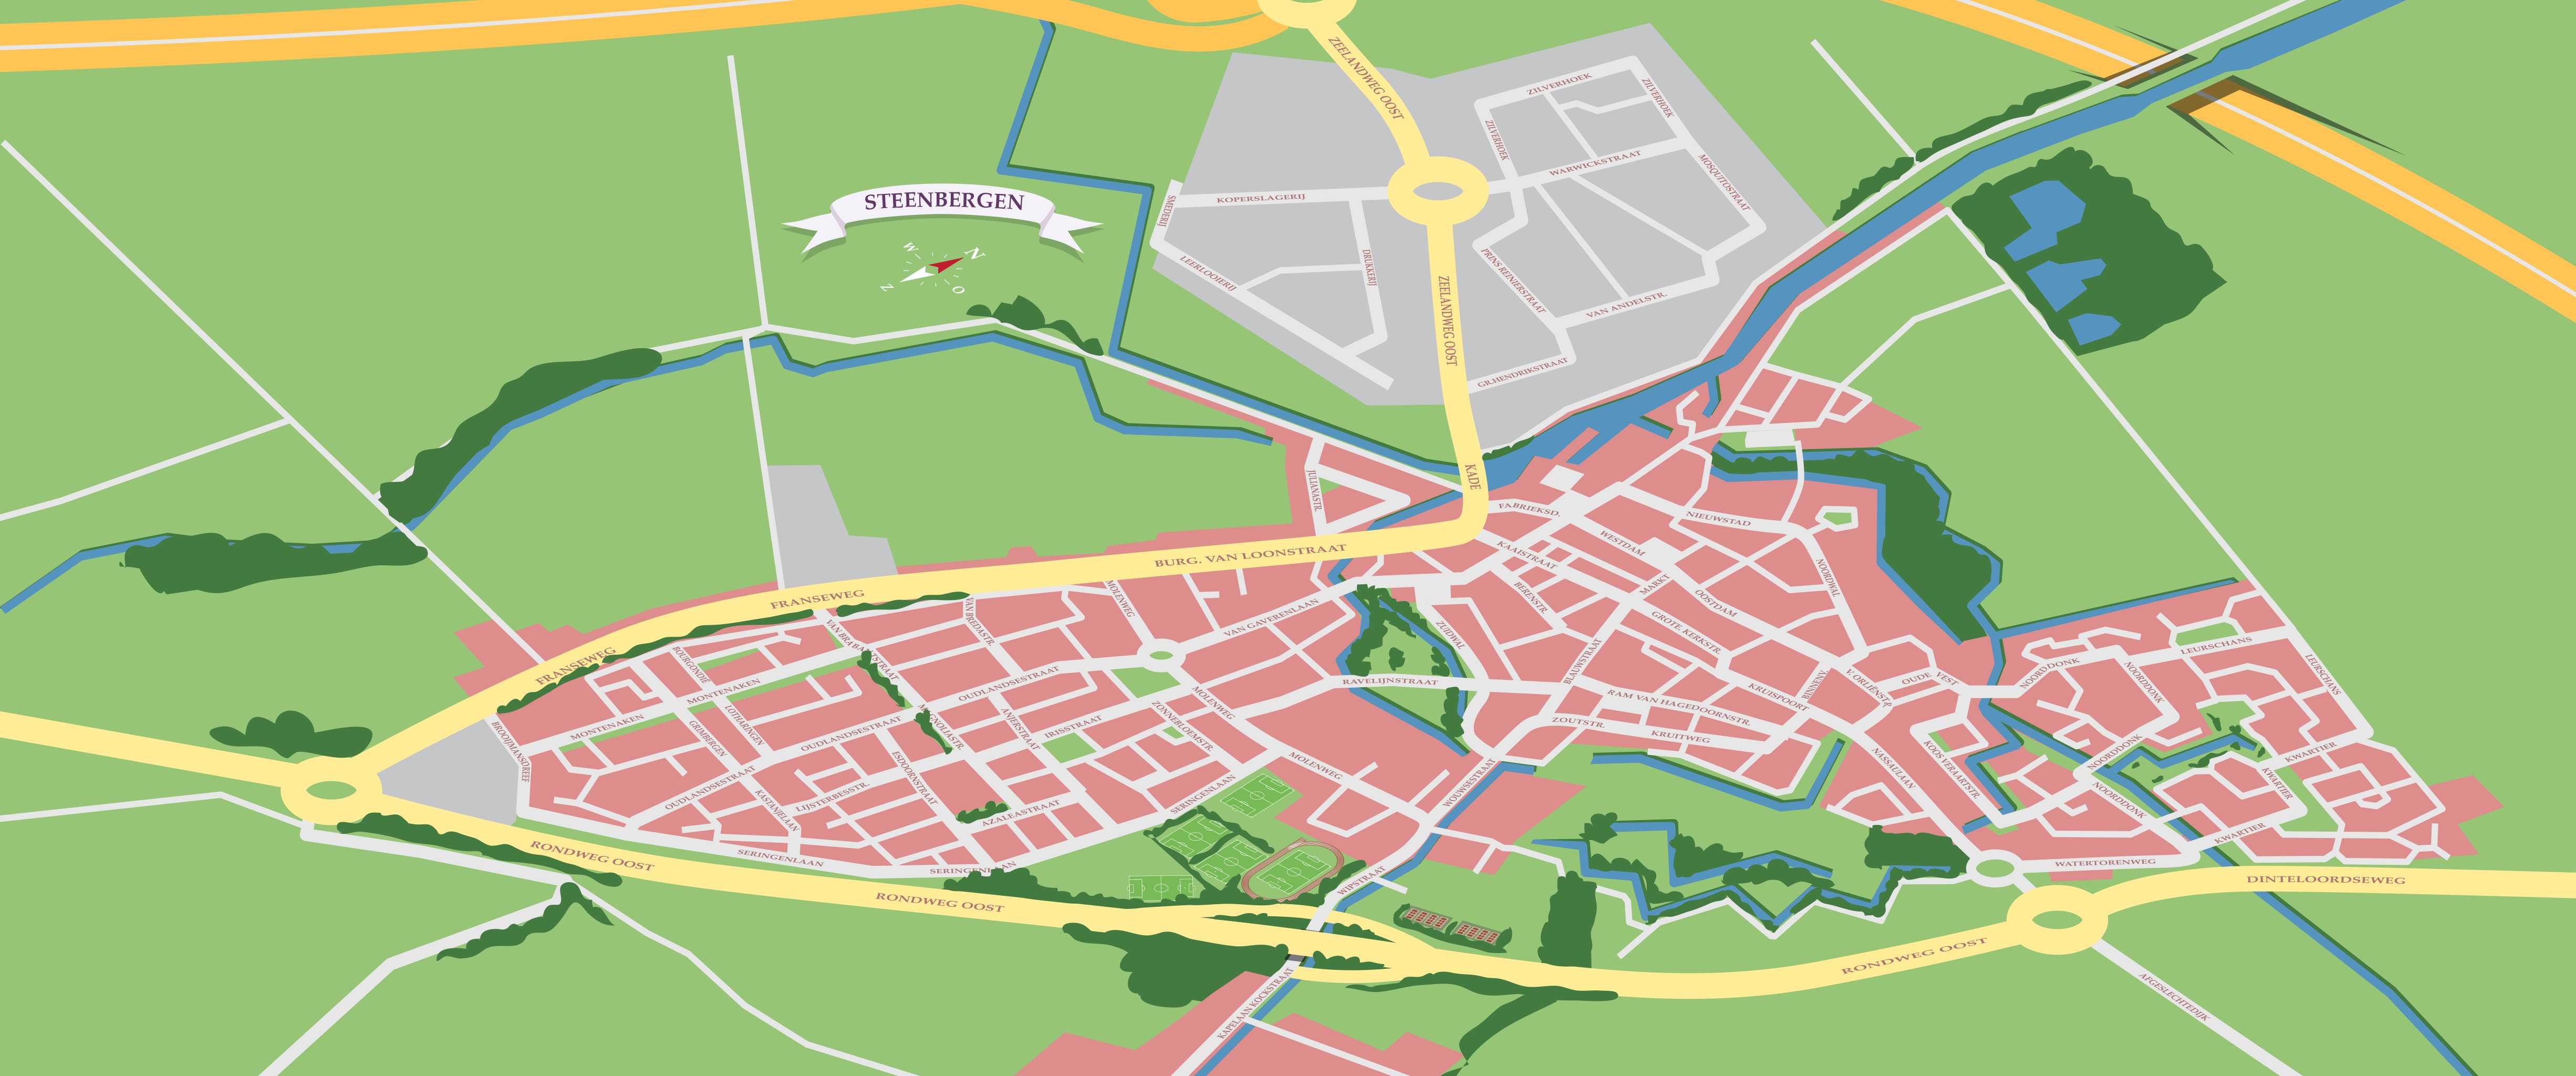 ZEELANDWEG OOST
ZILVERHOEK
ZILVERHOEK
ZILVERHOEK
WARWICKSTRAAT
MOSQUITOSTRAAT
STEENBERGEN
W
N
Z
O
KOPERSLAGERIJ
SMEDERIJ
LEERLOOIERIJ
DRUKKERIJ
PRINS REINIERSTRAAT
ZEELANDWEG OOST
VAN ANDELSTR.
GR.HENDRIKSTRAAT
KADE
JULIANASTR.
FABRIEKSD.
NIEUWSTAD
WESTDAM
KAAISTRAAT
BURG. VAN LOONSTRAAT
MARKT
NOORDWAL
BERENSTR.
OOSTDAM
FRANSEWEG
MOLENWEG
VAN BREDASTR.
VAN GAVERENLAAN
GROTE KERKSTR.
ZUIDWAL
VAN BRABANTSTRAAT
BLAUWSTRAAT
FRANSEWEG
BOURGONDIË
LEURSCHANS
NOORDDONK
NOORDDONK
LEURSCHANS
OUDE VEST
V.ORLIËNSTR.
BINNENV.
KRUISPOORT
RAVELIJNSTRAAT
OUDLANDSESTRAAT
MONTENAKEN
RAM VAN HAGEDOORNSTR.
MOLENWEG
ZONNEBLOEMSTR.
ANJERSTRAAT
IRISSTRAAT
MAGNOLIASTR.
LOTHARINGEN
GRIMBERGEN
MONTENAKEN
OUDLANDSESTRAAT
BROOIJMANSDREEF
ZOUTSTR.
KRUITWEG
NASSAULAAN
KOOS VERAARTSTR.
NOORDDONK
KWARTIER
KWARTIER
MOLENWEG
WOUWSESTRAAT
ESDOORNSTRAAT
OUDLANDSESTRAAT
KASTANJELAAN
LIJSTERBESSTR.
SERINGENLAAN
AZALEASTRAAT
NOORDDONK
KWARTIER
WATERTORENWEG
DINTELOORDSEWEG
SERINGENLAAN
SERINGENLAAN
RONDWEG OOST
WIPSTRAAT
RONDWEG OOST
RONDWEG OOST
KAPELAAN KOCKSTRAAT
AFGESLECHTEDIJK